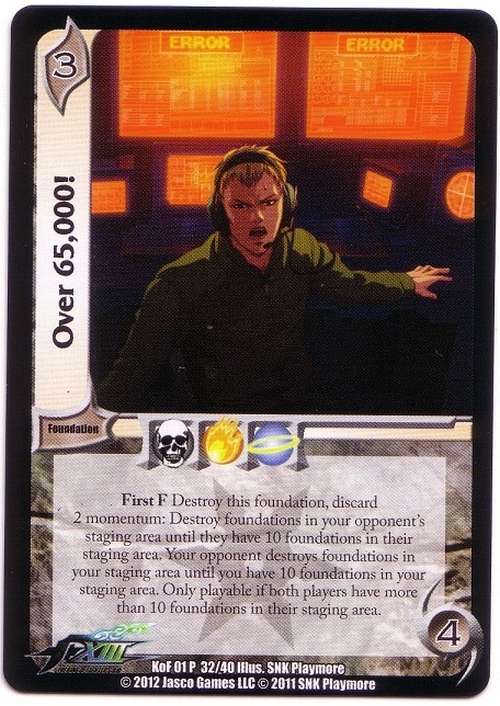 3
ERROR
ERROR
Over 65,000!
Foundation
First F Destroy this foundation, discard
2 momentum: Destroy foundations in your opponent's
staging area until they have 10 foundations in their
staging area. Your opponent destroys foundations in
your staging area until you have 10 foundations in your
staging area. Only playable if both players have more
than 10 foundations in their staging area.
4
XIII
KoF 01 P 32/40 Illus. SNK Playmore
© 2012 Jasco Games LLC © 2011 SNK Playmore